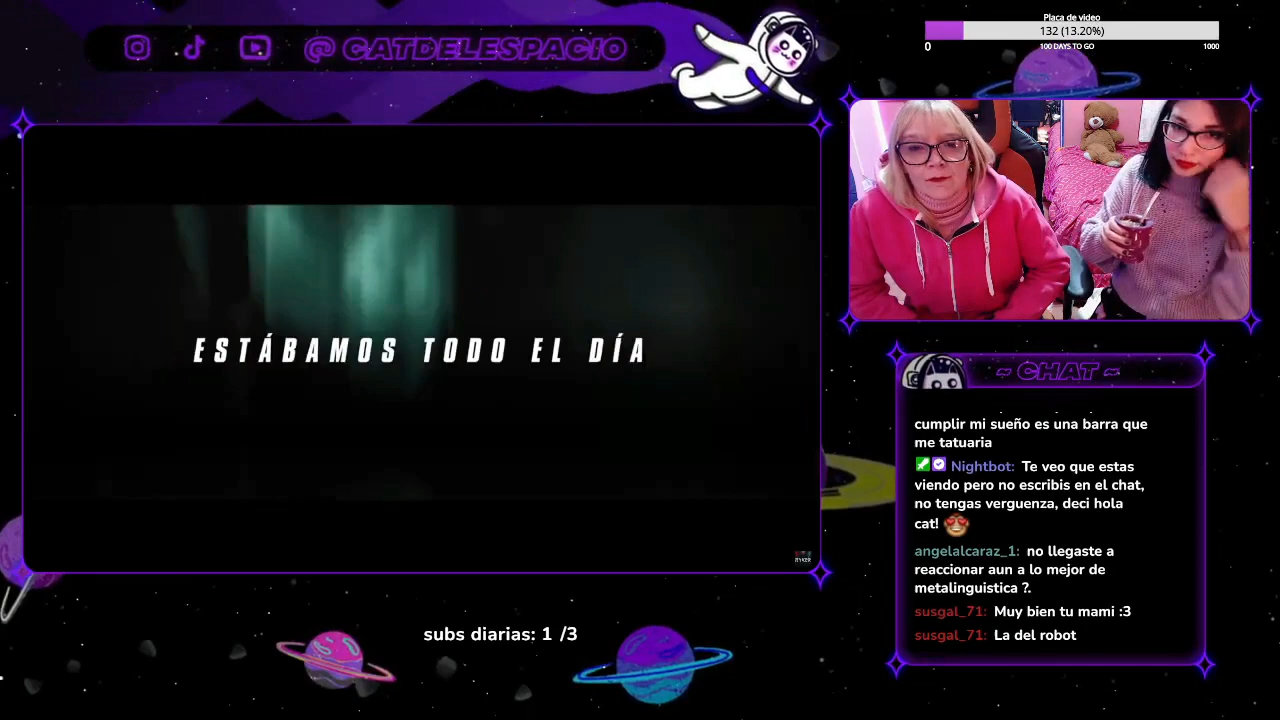 @ CATDELESPACIO
Placa de video
132 (13.20%)
0 100 DAYS TO GO 1000
ESTÁBAMOS TODO EL DÍA
~ CHAT ~
cumplir mi sueño es una barra que
me tatuaria
Nightbot: Te veo que estas
viendo pero no escribis en el chat,
no tengas verguenza, deci hola
cat!
angelalcaraz_1: no llegaste a
reaccionar aun a lo mejor de
metalinguistica ?.
susgal_71: Muy bien tu mami :3
susgal_71: La del robot
subs diarias: 1 /3